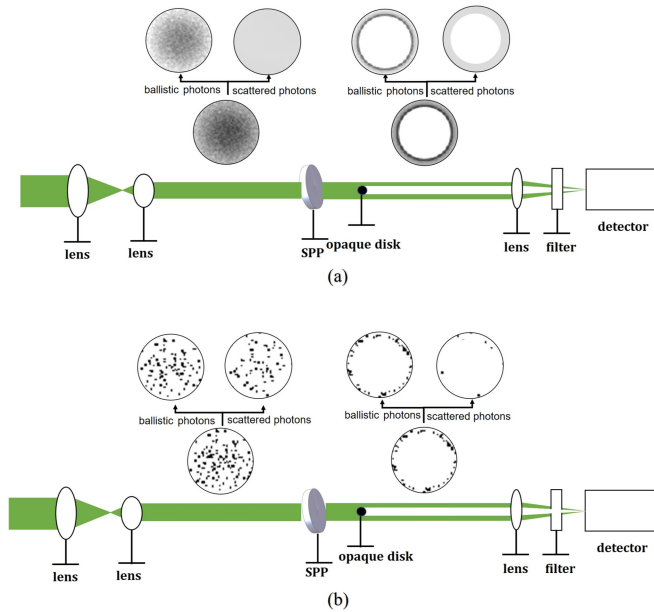 ballistic photons scattered photons
ballistic photons scattered photons
lens
lens
SPP
opaque disk
lens
filter
detector
(a)
ballistic photons scattered photons
ballistic photons scattered photons
lens
lens
SPP
opaque disk
lens
filter
detector
(b)